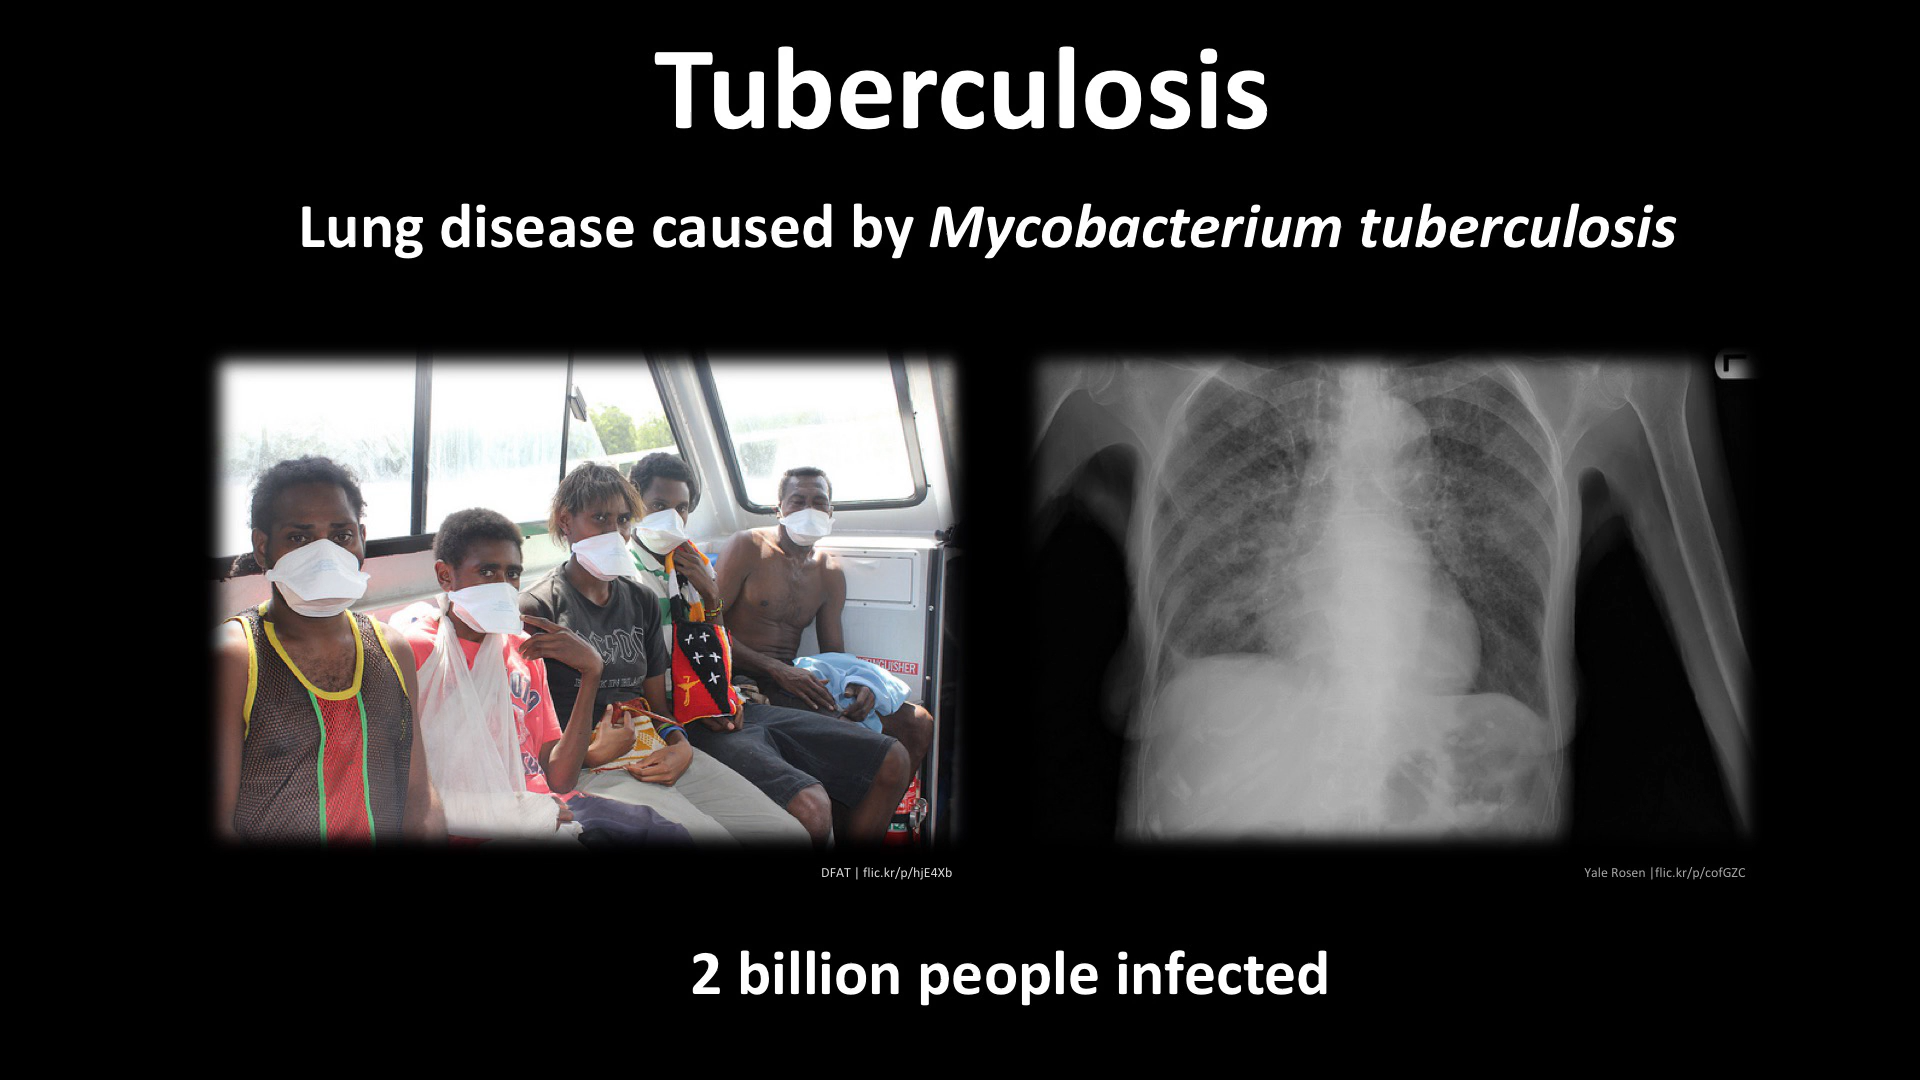 Tuberculosis
Lung disease caused by Mycobacterium tuberculosis
DFAT | flic.kr/p/hjE4Xb
Yale Rosen |flic.kr/p/cofGZC
2 billion people infected